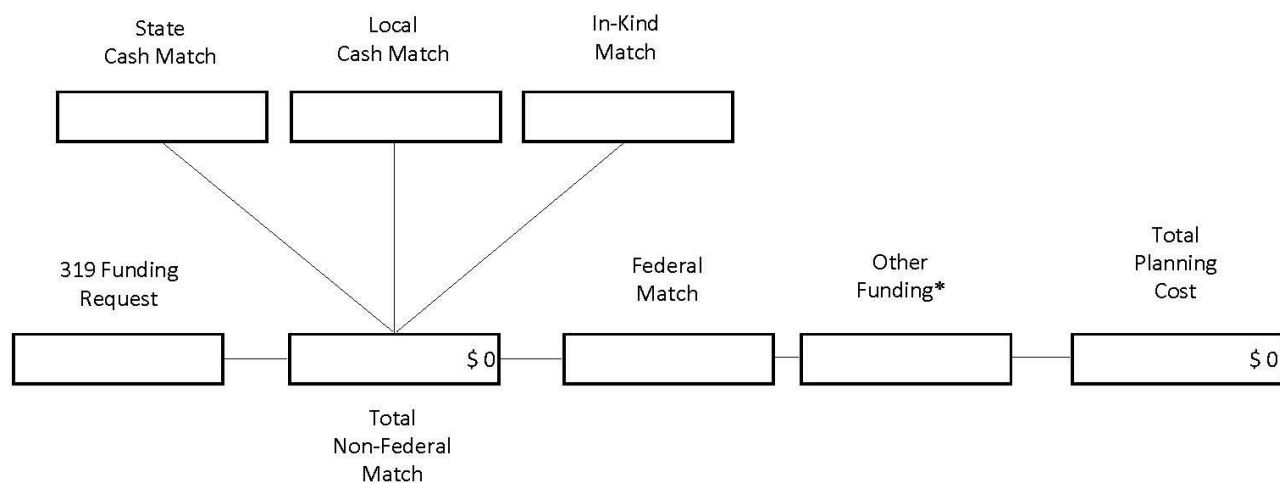 State
Cash Match
Local
Cash Match
In-Kind
Match
319 Funding
Request
Federal
Match
Other
Funding*
Total
Planning
Cost
$ 0
$ 0
Total
Non-Federal
Match